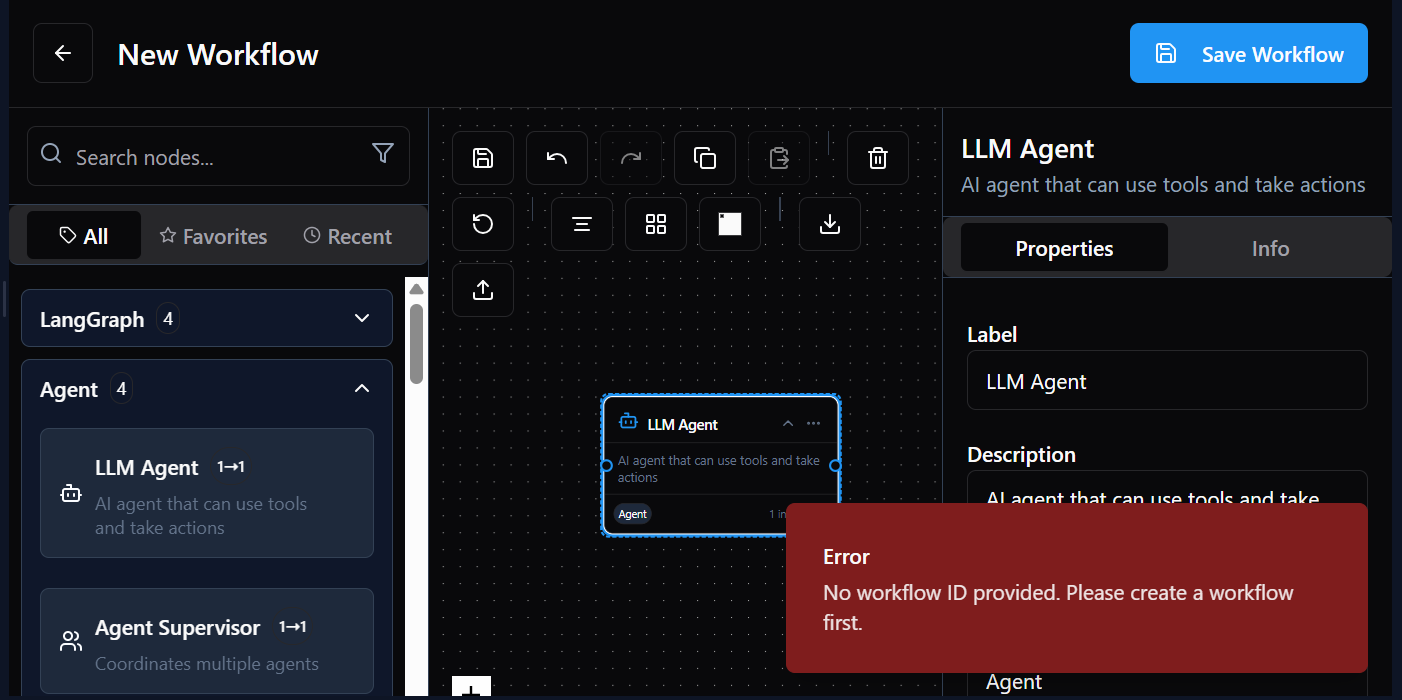 New Workflow
Save Workflow
Search nodes...
All
Favorites
Recent
LangGraph 4
Agent 4
LLM Agent 1→1
AI agent that can use tools
and take actions
Agent Supervisor 1→1
Coordinates multiple agents
LLM Agent
AI agent that can use tools and take
actions
Agent
1 in
LLM Agent
AI agent that can use tools and take actions
Properties
Info
Label
LLM Agent
Description
AI agent that can use tools and take
Error
No workflow ID provided. Please create a workflow
first.
Agent